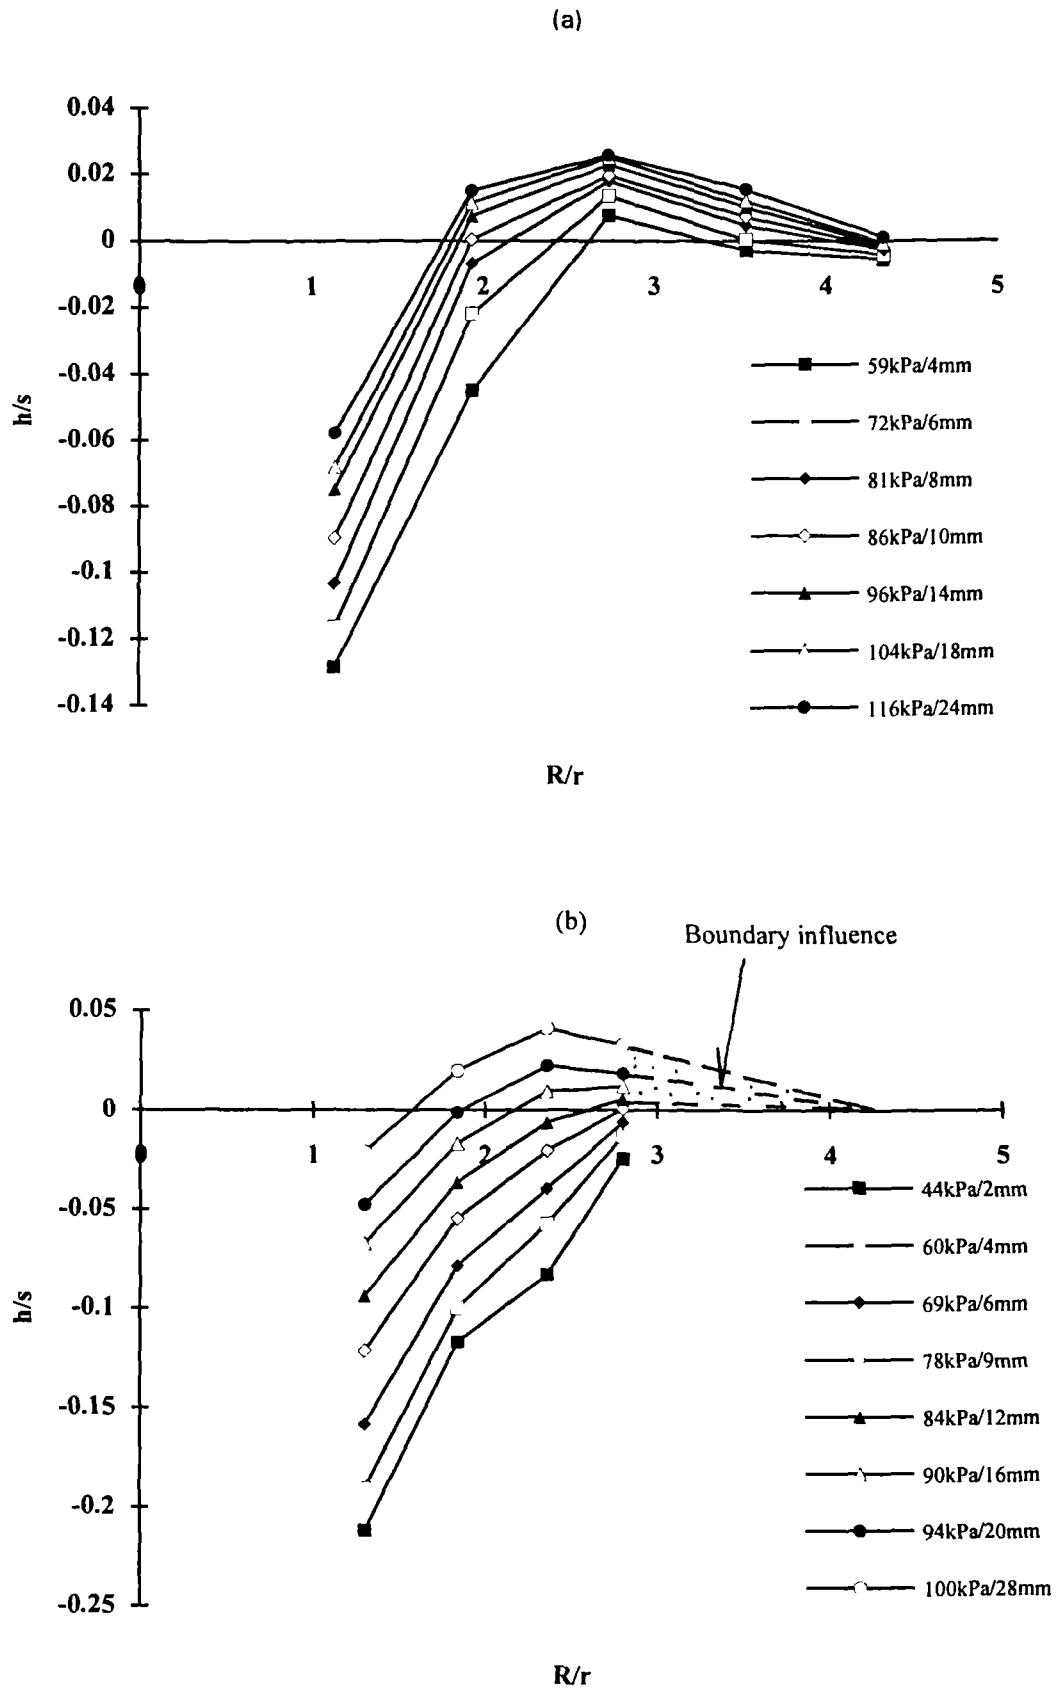 (a)
0.04
0.02
0
-0.02
-0.04
-0.06
-0.08
-0.1
-0.12
-0.14
h/s
0 1 2 3 4 5
R/r
59kPa/4mm
72kPa/6mm
81kPa/8mm
86kPa/10mm
96kPa/14mm
104kPa/18mm
116kPa/24mm
(b)
Boundary influence
0.05
0
-0.05
-0.1
-0.15
-0.2
-0.25
h/s
0 1 2 3 4 5
R/r
44kPa/2mm
60kPa/4mm
69kPa/6mm
78kPa/9mm
84kPa/12mm
90kPa/16mm
94kPa/20mm
100kPa/28mm